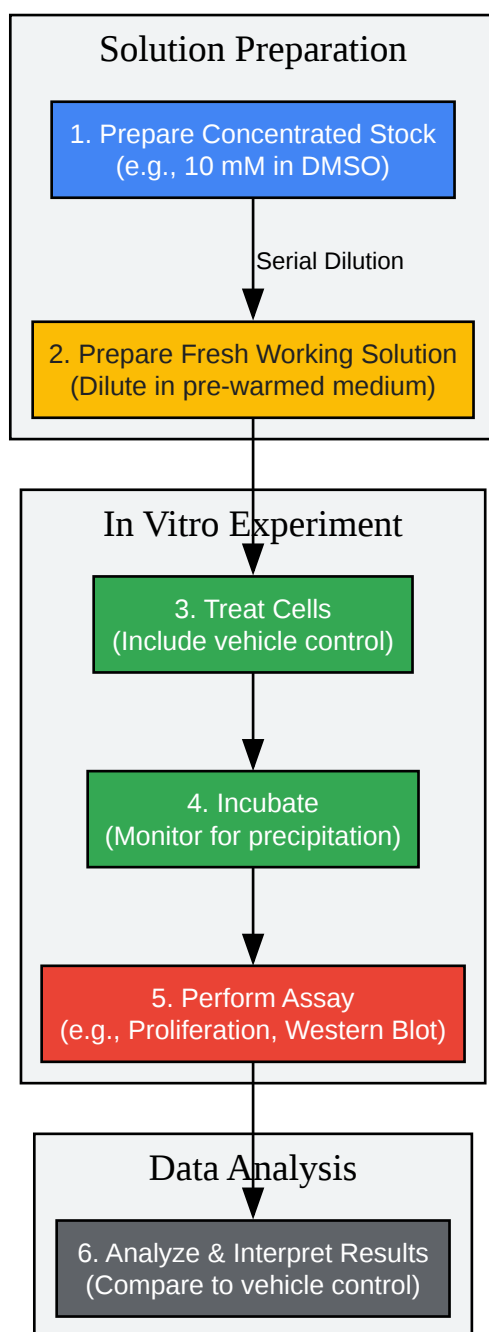 Solution Preparation
1. Prepare Concentrated Stock
(e.g., 10 mM in DMSO)
Serial Dilution
2. Prepare Fresh Working Solution
(Dilute in pre-warmed medium)
In Vitro Experiment
3. Treat Cells
(Include vehicle control)
4. Incubate
(Monitor for precipitation)
5. Perform Assay
(e.g., Proliferation, Western Blot)
Data Analysis
6. Analyze & Interpret Results
(Compare to vehicle control)